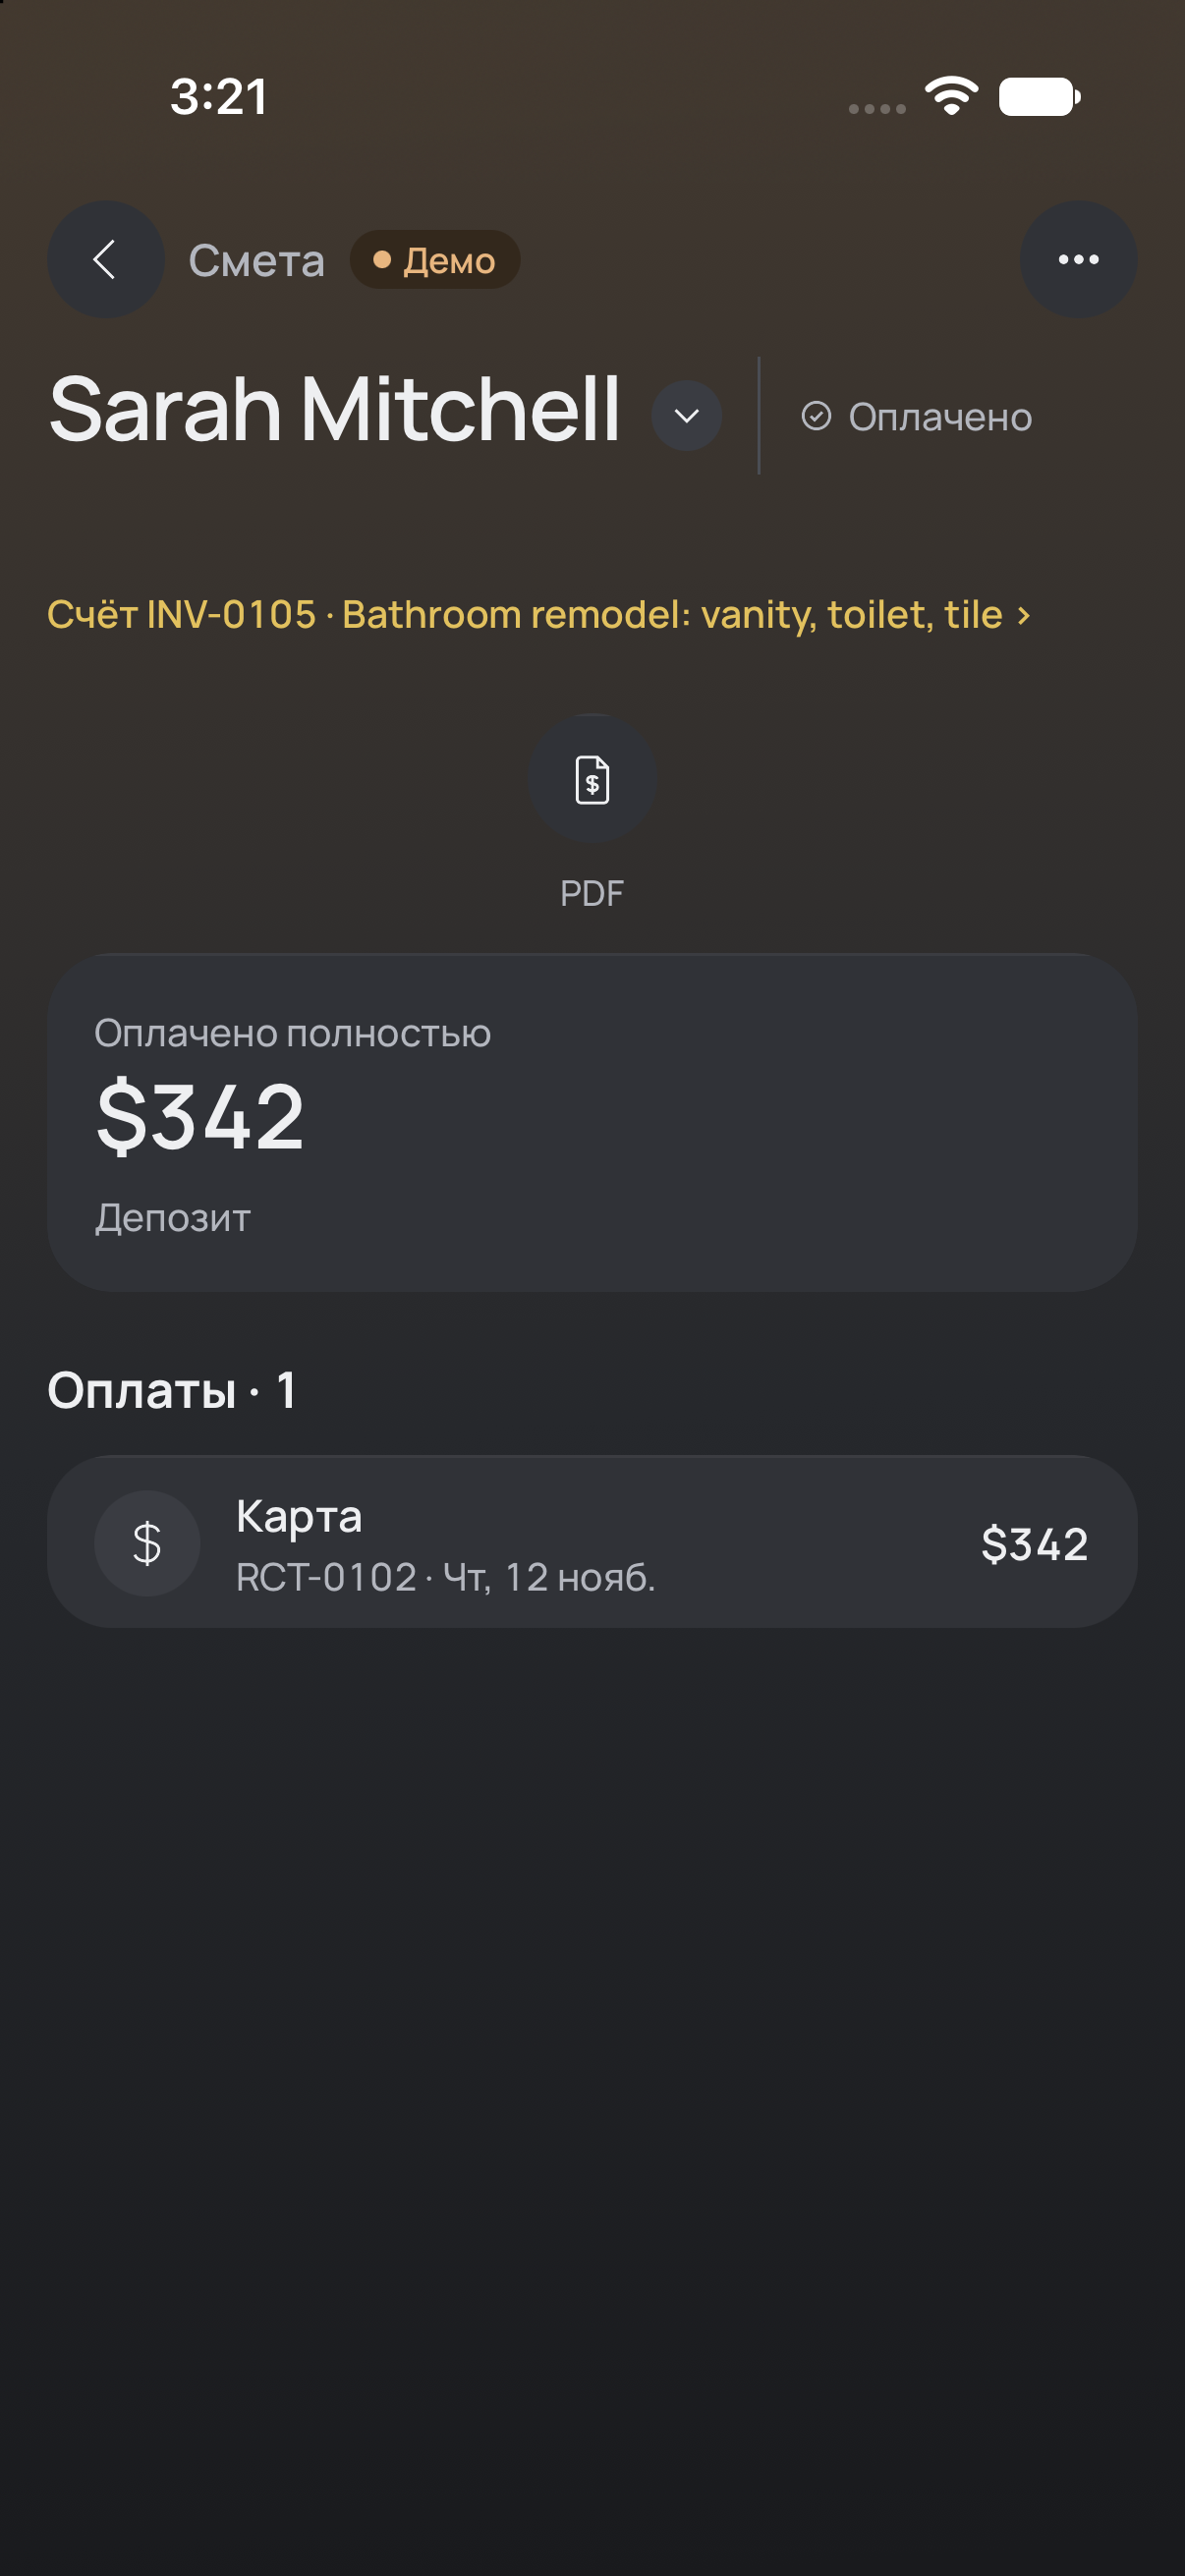 3:21
Смета
Демо
Sarah Mitchell
Оплачено
Счёт INV-0105 · Bathroom remodel: vanity, toilet, tile >
$
PDF
Оплачено полностью
$342
Депозит
Оплаты · 1
$
Карта
$342
RCT-0102 · Чт, 12 нояб.